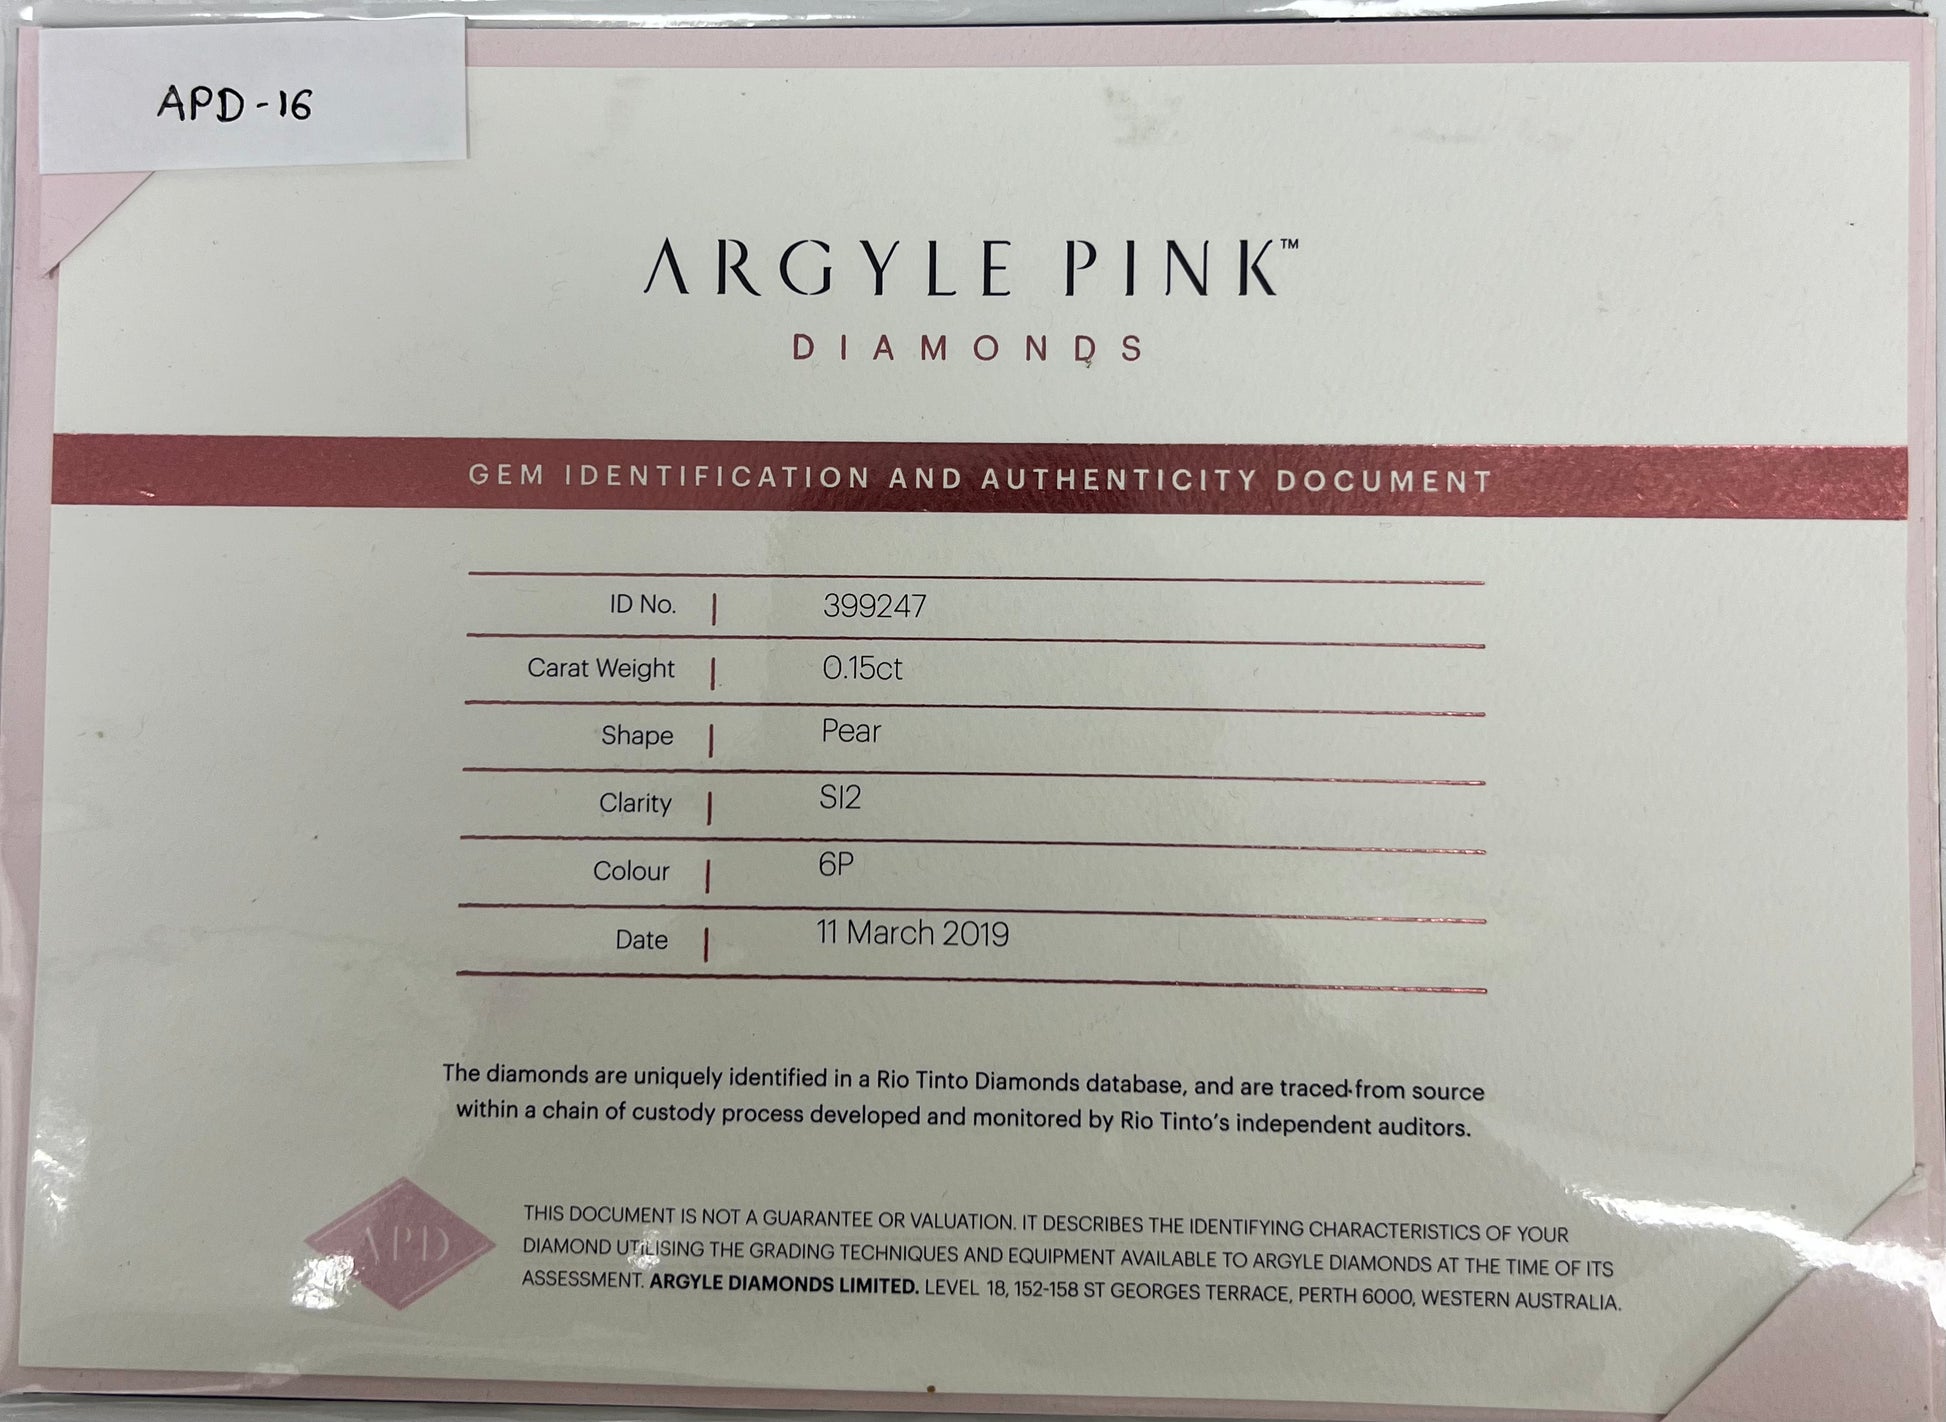 APD-16
ARGYLE PINK™
DIAMONDS
GEM IDENTIFICATION AND AUTHENTICITY DOCUMENT
ID No. | 399247
Carat Weight | 0.15ct
Shape | Pear
Clarity | SI2
Colour | 6P
Date | 11 March 2019
The diamonds are uniquely identified in a Rio Tinto Diamonds database, and are traced from source
within a chain of custody process developed and monitored by Rio Tinto's independent auditors.
APD
THIS DOCUMENT IS NOT A GUARANTEE OR VALUATION. IT DESCRIBES THE IDENTIFYING CHARACTERISTICS OF YOUR
DIAMOND UTILISING THE GRADING TECHNIQUES AND EQUIPMENT AVAILABLE TO ARGYLE DIAMONDS AT THE TIME OF ITS
ASSESSMENT. ARGYLE DIAMONDS LIMITED. LEVEL 18, 152-158 ST GEORGES TERRACE, PERTH 6000, WESTERN AUSTRALIA.